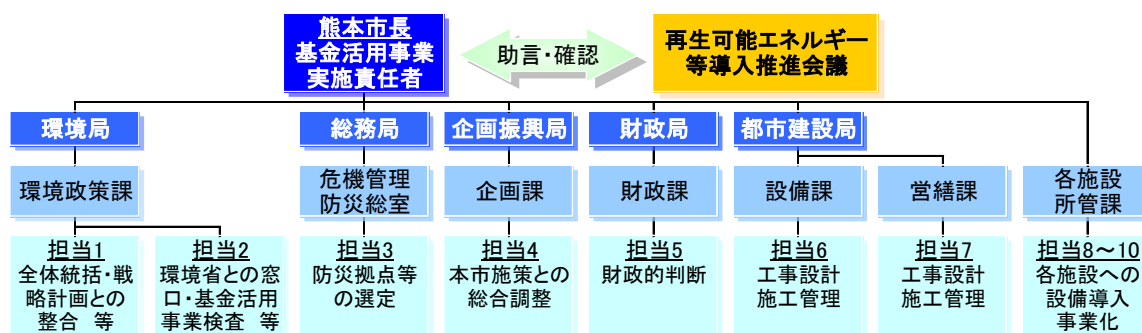 熊本市長
基金活用事業
実施責任者
助言・確認
再生可能エネルギー
等導入推進会議
環境局
総務局
企画振興局
財政局
都市建設局
環境政策課
危機管理
防災総室
企画課
財政課
設備課
営繕課
各施設
所管課
担当1
全体統括・戦
略計画との
整合 等
担当2
環境省との窓
口・基金活用
事業検査 等
担当3
防災拠点等
の選定
担当4
本市施策との
総合調整
担当5
財政的判断
担当6
工事設計
施工管理
担当7
工事設計
施工管理
担当8～10
各施設への
設備導入
事業化